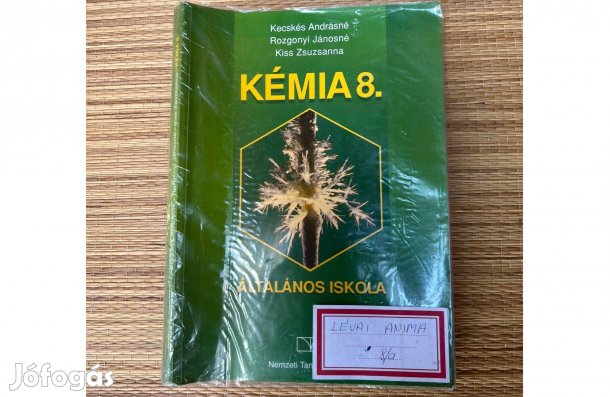 Kecskés Andrásné
Rozgonyi Jánosné
Kiss Zsuzsanna
KÉMIA 8.
ÁLTALÁNOS ISKOLA
LÉVAI ANIMA
8/a
Nemzeti Tan
Jófogás